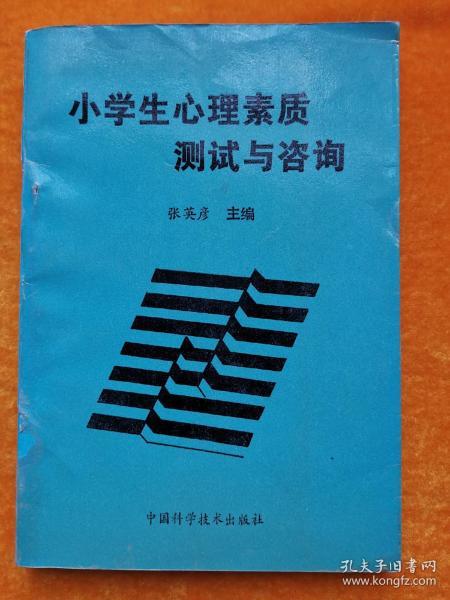 小学生心理素质
测试与咨询
张英彦 主编
中国科学技术出版社
孔夫子旧书网
www.kongfz.com